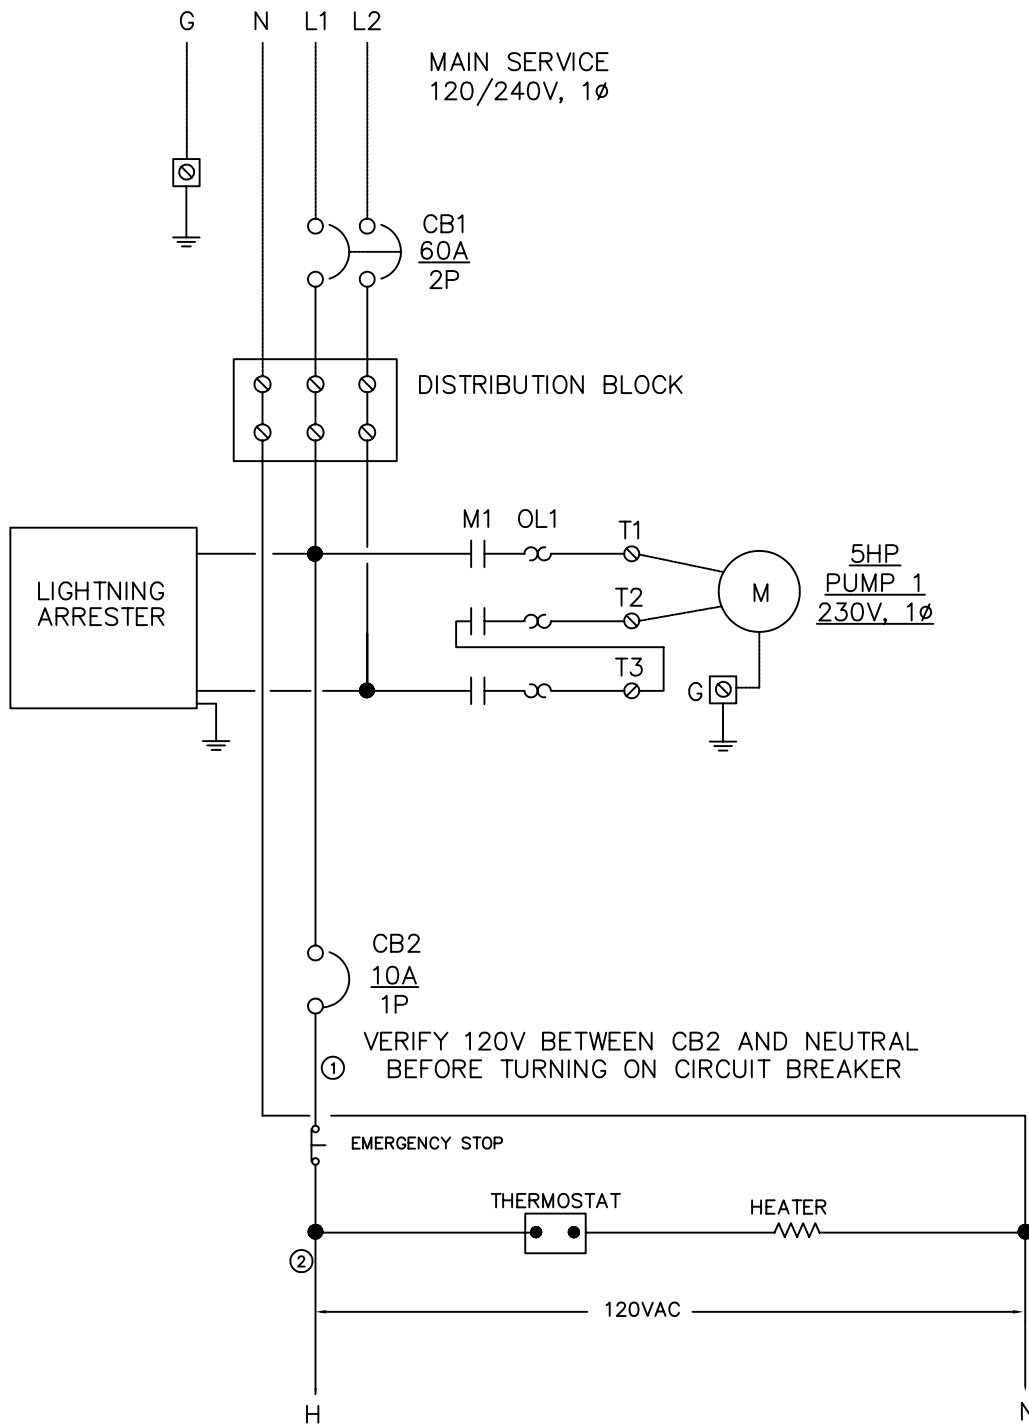 G N L1 L2
MAIN SERVICE
120/240V, 1ø
CB1
60A
2P
DISTRIBUTION BLOCK
M1 OL1 T1
LIGHTNING
ARRESTER
T2
T3
M
5HP
PUMP 1
230V, 1ø
G
CB2
10A
1P
VERIFY 120V BETWEEN CB2 AND NEUTRAL
BEFORE TURNING ON CIRCUIT BREAKER
1
EMERGENCY STOP
THERMOSTAT
HEATER
2
120VAC
H N